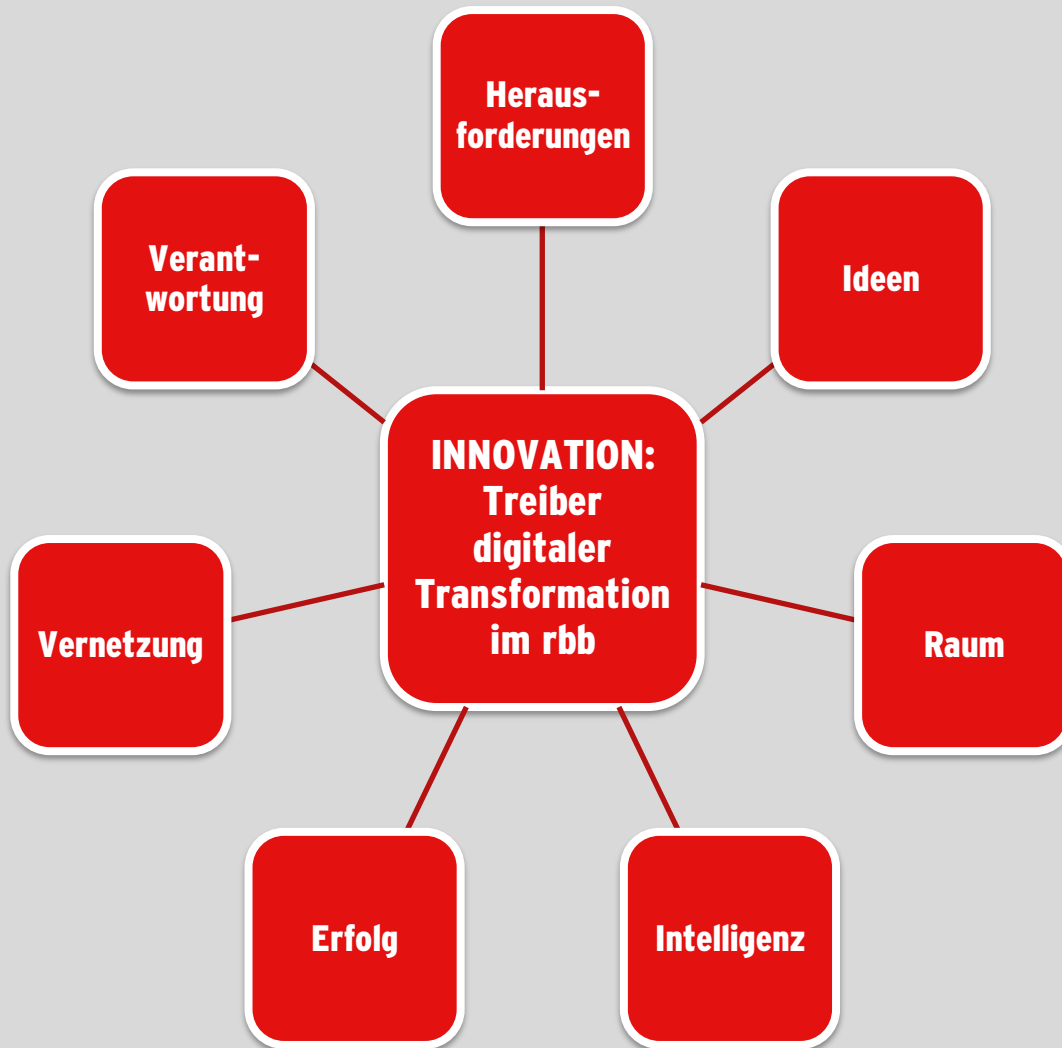 Heraus-
forderungen
Verant-
wortung
Ideen
INNOVATION:
Treiber
digitaler
Transformation
im rbb
Vernetzung
Raum
Erfolg
Intelligenz